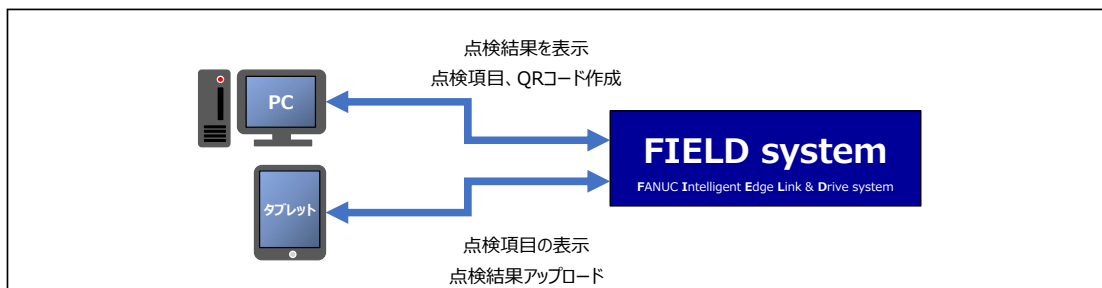 点検結果を表示
点検項目、QRコード作成
PC
FIELD system
FANUC Intelligent Edge Link & Drive system
タブレット
点検項目の表示
点検結果アップロード